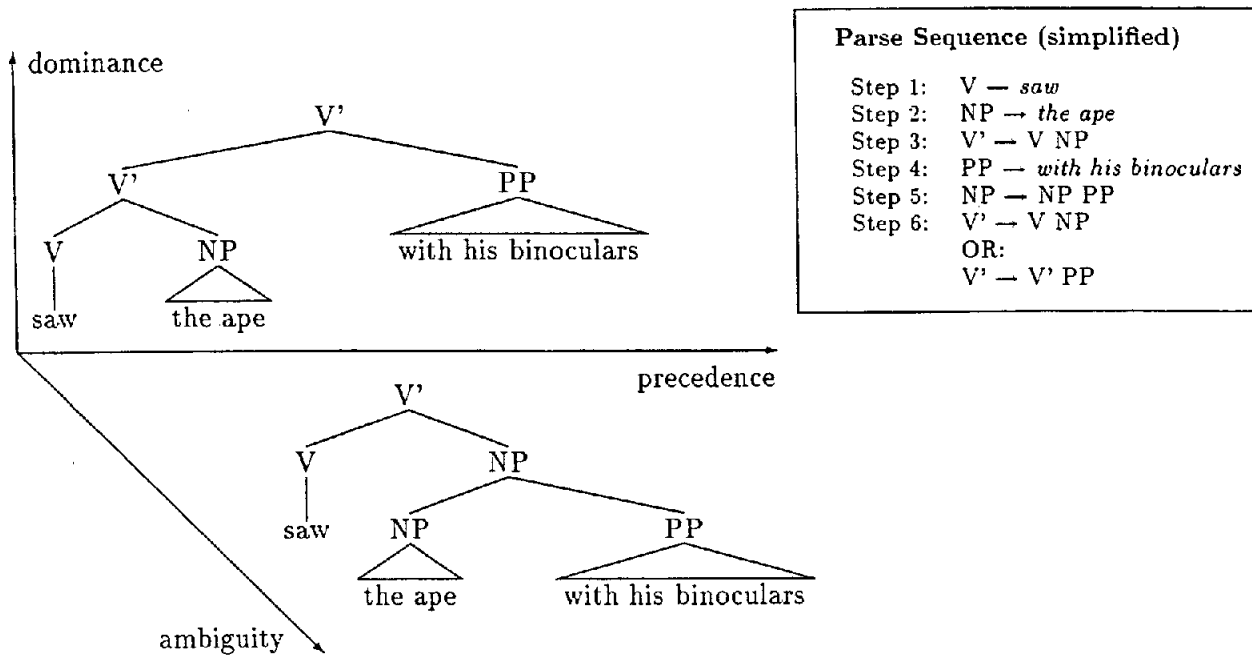 dominance
V'
V' PP
V NP with his binoculars
saw the ape
precedence
V'
V NP
saw NP PP
the ape with his binoculars
ambiguity
Parse Sequence (simplified)
Step 1: V — saw
Step 2: NP → the ape
Step 3: V' → V NP
Step 4: PP → with his binoculars
Step 5: NP → NP PP
Step 6: V' → V NP
OR:
V' → V' PP